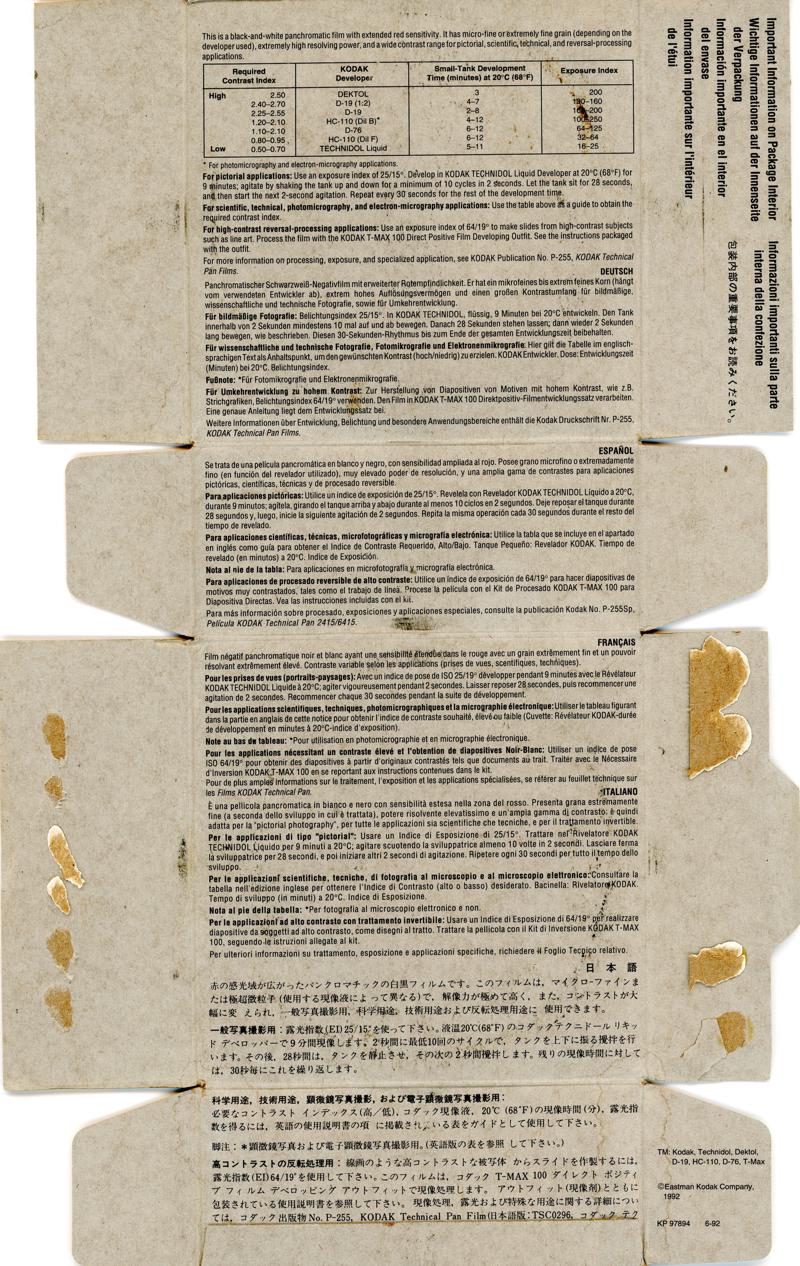 This is a black-and-white panchromatic film with extended red sensitivity. It has micro-fine or extremely fine grain (depending on the
developer used), extremely high resolving power, and a wide contrast range for pictorial, scientific, technical, and reversal-processing
applications.
Required Contrast Index | KODAK Developer | Small-Tank Development Time (minutes) at 20°C (68°F) | Exposure Index
High 2.50 DEKTOL 3 200
2.40–2.70 D-19 (1:2) 4–7 -160
2.25–2.55 D-19 2–8 -200
1.20–2.10 HC-110 (Dil B)* 4–12 100-250
1.10–2.10 D-76 6–12 64–125
0.80–0.95 HC-110 (Dil F) 6–12 32–64
Low 0.50–0.70 TECHNIDOL Liquid 5–11 16–25
* For photomicrography and electron-micrography applications.
For pictorial applications: Use an exposure index of 25/15°. Develop in KODAK TECHNIDOL Liquid Developer at 20°C (68°F) for
9 minutes; agitate by shaking the tank up and down for a minimum of 10 cycles in 2 seconds. Let the tank sit for 28 seconds,
and then start the next 2-second agitation. Repeat every 30 seconds for the rest of the development time.
For scientific, technical, photomicrography, and electron-micrography applications: Use the table above as a guide to obtain the
required contrast index.
For high-contrast reversal-processing applications: Use an exposure index of 64/19° to make slides from high-contrast subjects
such as line art. Process the film with the KODAK T-MAX 100 Direct Positive Film Developing Outfit. See the instructions packaged
with the outfit.
For more information on processing, exposure, and specialized application, see KODAK Publication No. P-255, KODAK Technical
Pan Films.
DEUTSCH
Panchromatischer Schwarzweiß-Negativfilm mit erweiterter Rotempfindlichkeit. Er hat ein mikrofeines bis extrem feines Korn (hängt
vom verwendeten Entwickler ab), extrem hohes Auflösungsvermögen und einen großen Kontrastumfang für bildmäßige,
wissenschaftliche und technische Fotografie, sowie für Umkehrentwicklung.
Für bildmäßige Fotografie: Belichtungsindex 25/15°. In KODAK TECHNIDOL, flüssig, 9 Minuten bei 20°C entwickeln. Den Tank
innerhalb von 2 Sekunden mindestens 10 mal auf und ab bewegen. Danach 28 Sekunden stehen lassen; dann wieder 2 Sekunden
lang bewegen, wie beschrieben. Diesen 30-Sekunden-Rhythmus bis zum Ende der gesamten Entwicklungszeit beibehalten.
Für wissenschaftliche und technische Fotografie, Fotomikrografie und Elektronenmikrografie: Hier gilt die Tabelle im englisch-
sprachigen Text als Anhaltspunkt, um den gewünschten Kontrast (hoch/niedrig) zu erzielen. KODAK Entwickler. Dose: Entwicklungszeit
(Minuten) bei 20°C. Belichtungsindex.
Fußnote: *Für Fotomikrografie und Elektronenmikrografie.
Für Umkehrentwicklung zu hohem Kontrast: Zur Herstellung von Diapositiven von Motiven mit hohem Kontrast, wie z.B.
Strichgrafiken, Belichtungsindex 64/19° verwenden. Den Film in KODAK T-MAX 100 Direktpositiv-Filmentwicklungssatz verarbeiten.
Eine genaue Anleitung liegt dem Entwicklungssatz bei.
Weitere Informationen über Entwicklung, Belichtung und besondere Anwendungsbereiche enthält die Kodak Druckschrift Nr. P-255,
KODAK Technical Pan Films.
Important Information on Package Interior
Wichtige Informationen auf der Innenseite
der Verpackung
Información importante en el interior
del envase
Information importante sur l'intérieur
de l'étui
Informazioni importanti sulla parte
interna della confezione
包装内部の重要事項をお読みください。
ESPAÑOL
Se trata de una película pancromática en blanco y negro, con sensibilidad ampliada al rojo. Posee grano microfino o extremadamente
fino (en función del revelador utilizado), muy elevado poder de resolución, y una amplia gama de contrastes para aplicaciones
pictóricas, científicas, técnicas y de procesado reversible.
Para aplicaciones pictóricas: Utilice un índice de exposición de 25/15°. Revelela con Revelador KODAK TECHNIDOL Líquido a 20°C,
durante 9 minutos; agitela, girando el tanque arriba y abajo durante al menos 10 ciclos en 2 segundos. Deje reposar el tanque durante
28 segundos y, luego, inicie la siguiente agitación de 2 segundos. Repita la misma operación cada 30 segundos durante el resto del
tiempo de revelado.
Para aplicaciones científicas, técnicas, microfotográficas y micrografía electrónica: Utilice la tabla que se incluye en el apartado
en inglés como guía para obtener el Indice de Contraste Requerido, Alto/Bajo. Tanque Pequeño: Revelador KODAK. Tiempo de
revelado (en minutos) a 20°C. Indice de Exposición.
Nota al pie de la tabla: Para aplicaciones en microfotografía y micrografía electrónica.
Para aplicaciones de procesado reversible de alto contraste: Utilice un índice de exposición de 64/19° para hacer diapositivas de
motivos muy contrastados, tales como el trabajo de línea. Procese la película con el Kit de Procesado KODAK T-MAX 100 para
Diapositiva Directas. Vea las instrucciones incluidas con el kit.
Para más información sobre procesado, exposiciones y aplicaciones especiales, consulte la publicación Kodak No. P-255Sp,
Película KODAK Technical Pan 2415/6415.
FRANÇAIS
Film négatif panchromatique noir et blanc ayant une sensibilité étendue dans le rouge avec un grain extrêmement fin et un pouvoir
résolvant extrêmement élevé. Contraste variable selon les applications (prises de vues, scentifiques, techniques).
Pour les prises de vues (portraits-paysages): Avec un indice de pose de ISO 25/19° développer pendant 9 minutes avec le Révélateur
KODAK TECHNIDOL Liquide à 20°C; agiter vigoureusement pendant 2 secondes. Laisser reposer 28 secondes, puis recommencer une
agitation de 2 secondes. Recommencer chaque 30 secondes pendant la suite de développement.
Pour les applications scientifiques, techniques, photomicrographiques et la micrographie électronique: Utiliser le tableau figurant
dans la partie en anglais de cette notice pour obtenir l'indice de contraste souhaité, élevé ou faible (Cuvette: Révélateur KODAK-durée
de développement en minutes à 20°C-indice d'exposition).
Note au bas de tableau: *Pour utilisation en photomicrographie et en micrographie électronique.
Pour les applications nécessitant un contraste élevé et l'obtention de diapositives Noir-Blanc: Utiliser un indice de pose
ISO 64/19° pour obtenir des diapositives à partir d'originaux contrastés tels que documents au trait. Traiter avec le Nécessaire
d'Inversion KODAK T-MAX 100 en se reportant aux instructions contenues dans le kit.
Pour de plus amples informations sur le traitement, l'exposition et les applications spécialisées, se référer au feuillet technique sur
les Films KODAK Technical Pan.
ITALIANO
È una pellicola pancromatica in bianco e nero con sensibilità estesa nella zona del rosso. Presenta grana estremamente
fine (a seconda dello sviluppo in cui è trattata), potere risolvente elevatissimo e un'ampia gamma di contrasto: è quindi
adatta per la "pictorial photography", per tutte le applicazioni sia scientifiche che tecniche, e per il trattamento invertibile.
Per le applicazioni di tipo "pictorial": Usare un Indice di Esposizione di 25/15°. Trattare nel Rivelatore KODAK
TECHNIDOL Liquido per 9 minuti a 20°C; agitare scuotendo la sviluppatrice almeno 10 volte in 2 secondi. Lasciare ferma
la sviluppatrice per 28 secondi, e poi iniziare altri 2 secondi di agitazione. Ripetere ogni 30 secondi per tutto il tempo dello
sviluppo.
Per le applicazioni scientifiche, tecniche, di fotografia al microscopio e al microscopio elettronico: Consultare la
tabella nell'edizione inglese per ottenere l'Indice di Contrasto (alto o basso) desiderato. Bacinella: Rivelatore KODAK.
Tempo di sviluppo (in minuti) a 20°C. Indice di Esposizione.
Nota al pie della tabella: *Per fotografia al microscopio elettronico e non.
Per le applicazioni ad alto contrasto con trattamento invertibile: Usare un Indice di Esposizione di 64/19° per realizzare
diapositive da soggetti ad alto contrasto, come disegni al tratto. Trattare la pellicola con il Kit di Inversione KODAK T-MAX
100, seguendo le istruzioni allegate al kit.
Per ulteriori informazioni su trattamento, esposizione e applicazioni specifiche, richiedere il Foglio Tecnico relativo.
日 本 語
赤の感光域が広がったパンクロマチックの白黒フィルムです。このフィルムは、マイクロ-ファインま
たは極超微粒子(使用する現像液によって異なる)で、解像力が極めて高く、また、コントラストが大
幅に変 えられ、一般写真撮影用、科学用途、技術用途および反転処理用途に 使用できます。
一般写真撮影用：露光指数(EI)25/15°を使って下さい。液温20℃(68°F)のコダックテクニドール リキッ
ド デベロッパーで9分間現像します。2秒間に最低10回のサイクルで、タンクを上下に振る攪拌を行
います。その後、28秒間は、タンクを静止させ、その次の2秒間攪拌します。残りの現像時間に対して
は、30秒毎にこれを繰り返します。
科学用途，技術用途，顕微鏡写真撮影，および電子顕微鏡写真撮影用：
必要なコントラスト インデックス(高／低)、コダック現像液、20℃ (68°F)の現像時間(分)、露光指
数を得るには、英語の使用説明書の項 に掲載されている表をガイドとして使用して下さい。
脚注：＊顕微鏡写真および電子顕微鏡写真撮影用。(英語版の表を参照 して下さい。)
高コントラストの反転処理用：線画のような高コントラストな被写体 からスライドを作製するには、
露光指数(EI)64/19°を使用して下さい。このフィルムは、コダック T-MAX 100 ダイレクト ポジティ
ブ フィルム デベロッピング アウトフィットで現像処理します。 アウトフィット(現像剤)とともに
包装されている使用説明書を参照して下さい。 現像処理、露光および特殊な用途に関する詳細につい
ては、コダック出版物No. P-255、KODAK Technical Pan Film(日本語版：TSC0296、コダック テク
TM: Kodak, Technidol, Dektol,
D-19, HC-110, D-76, T-Max
©Eastman Kodak Company,
1992
KP 97894 6-92